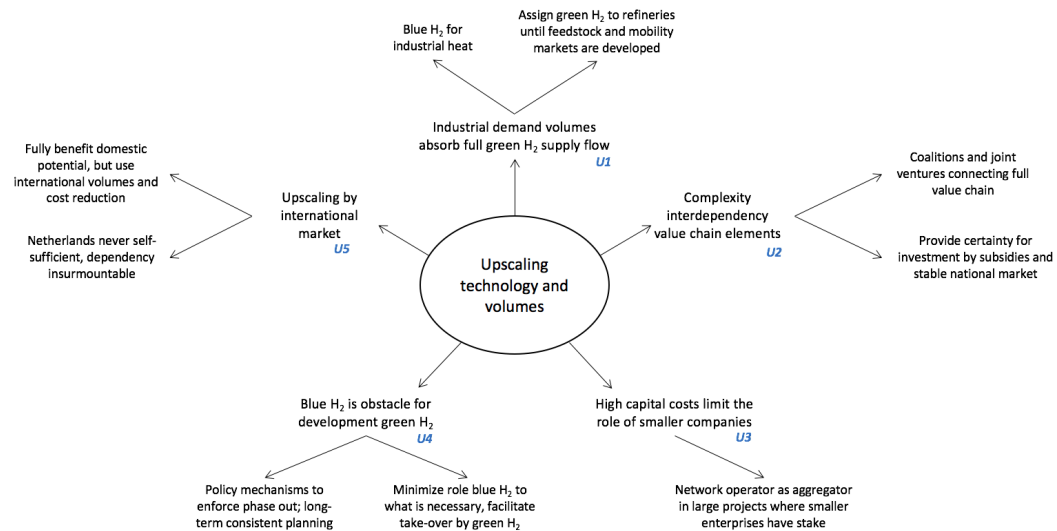 Blue H₂ for
industrial heat
Assign green H₂ to refineries
until feedstock and mobility
markets are developed
Industrial demand volumes
absorb full green H₂ supply flow
U1
Fully benefit domestic
potential, but use
international volumes and
cost reduction
Netherlands never self-
sufficient, dependency
insurmountable
Upscaling by
international
market
U5
Complexity
interdependency
value chain elements
U2
Coalitions and joint
ventures connecting full
value chain
Provide certainty for
investment by subsidies and
stable national market
Upscaling
technology and
volumes
Blue H₂ is obstacle for
development green H₂
U4
High capital costs limit the
role of smaller companies
U3
Policy mechanisms to
enforce phase out; long-
term consistent planning
Minimize role blue H₂ to
what is necessary, facilitate
take-over by green H₂
Network operator as aggregator
in large projects where smaller
enterprises have stake